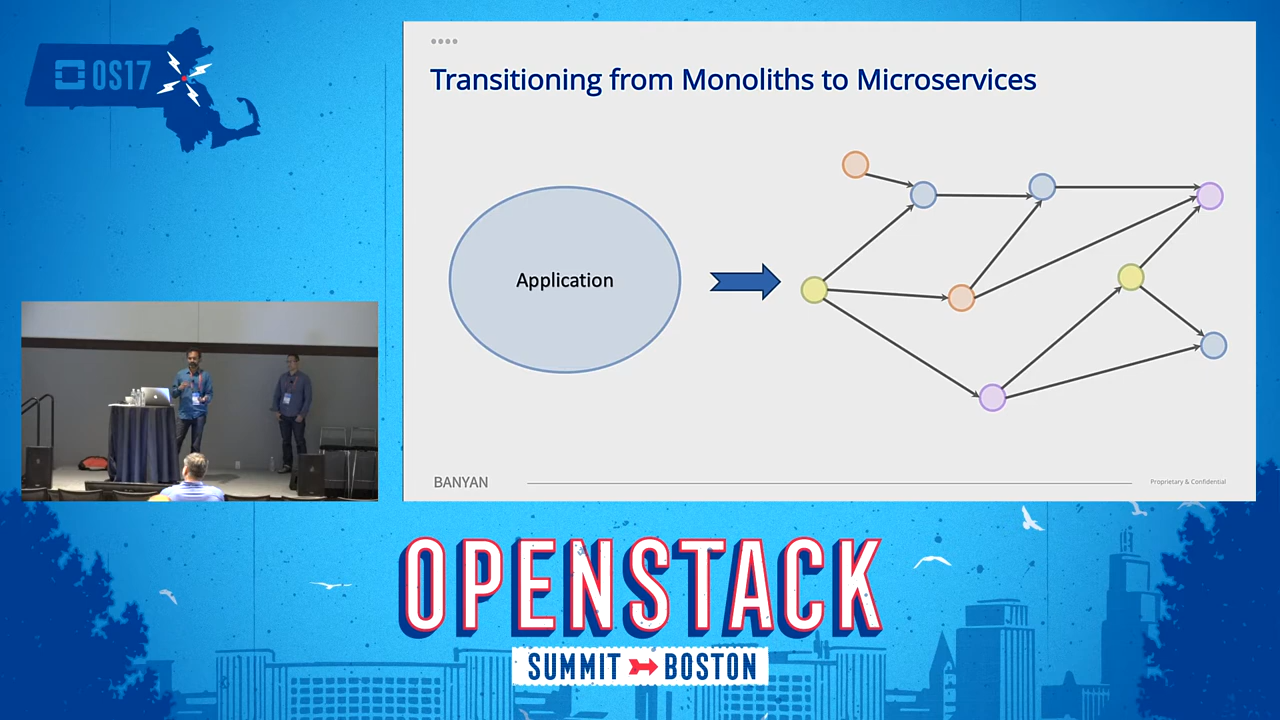 OS17
Transitioning from Monoliths to Microservices
Application
BANYAN
Proprietary & Confidential
OPENSTACK
SUMMIT BOSTON